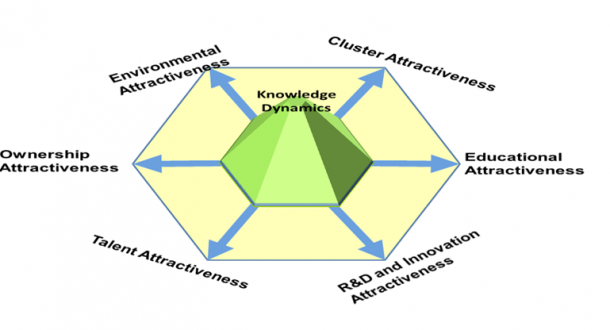 Environmental
Attractiveness
Cluster Attractiveness
Knowledge
Dynamics
Ownership
Attractiveness
Educational
Attractiveness
Talent Attractiveness
R&D and Innovation
Attractiveness